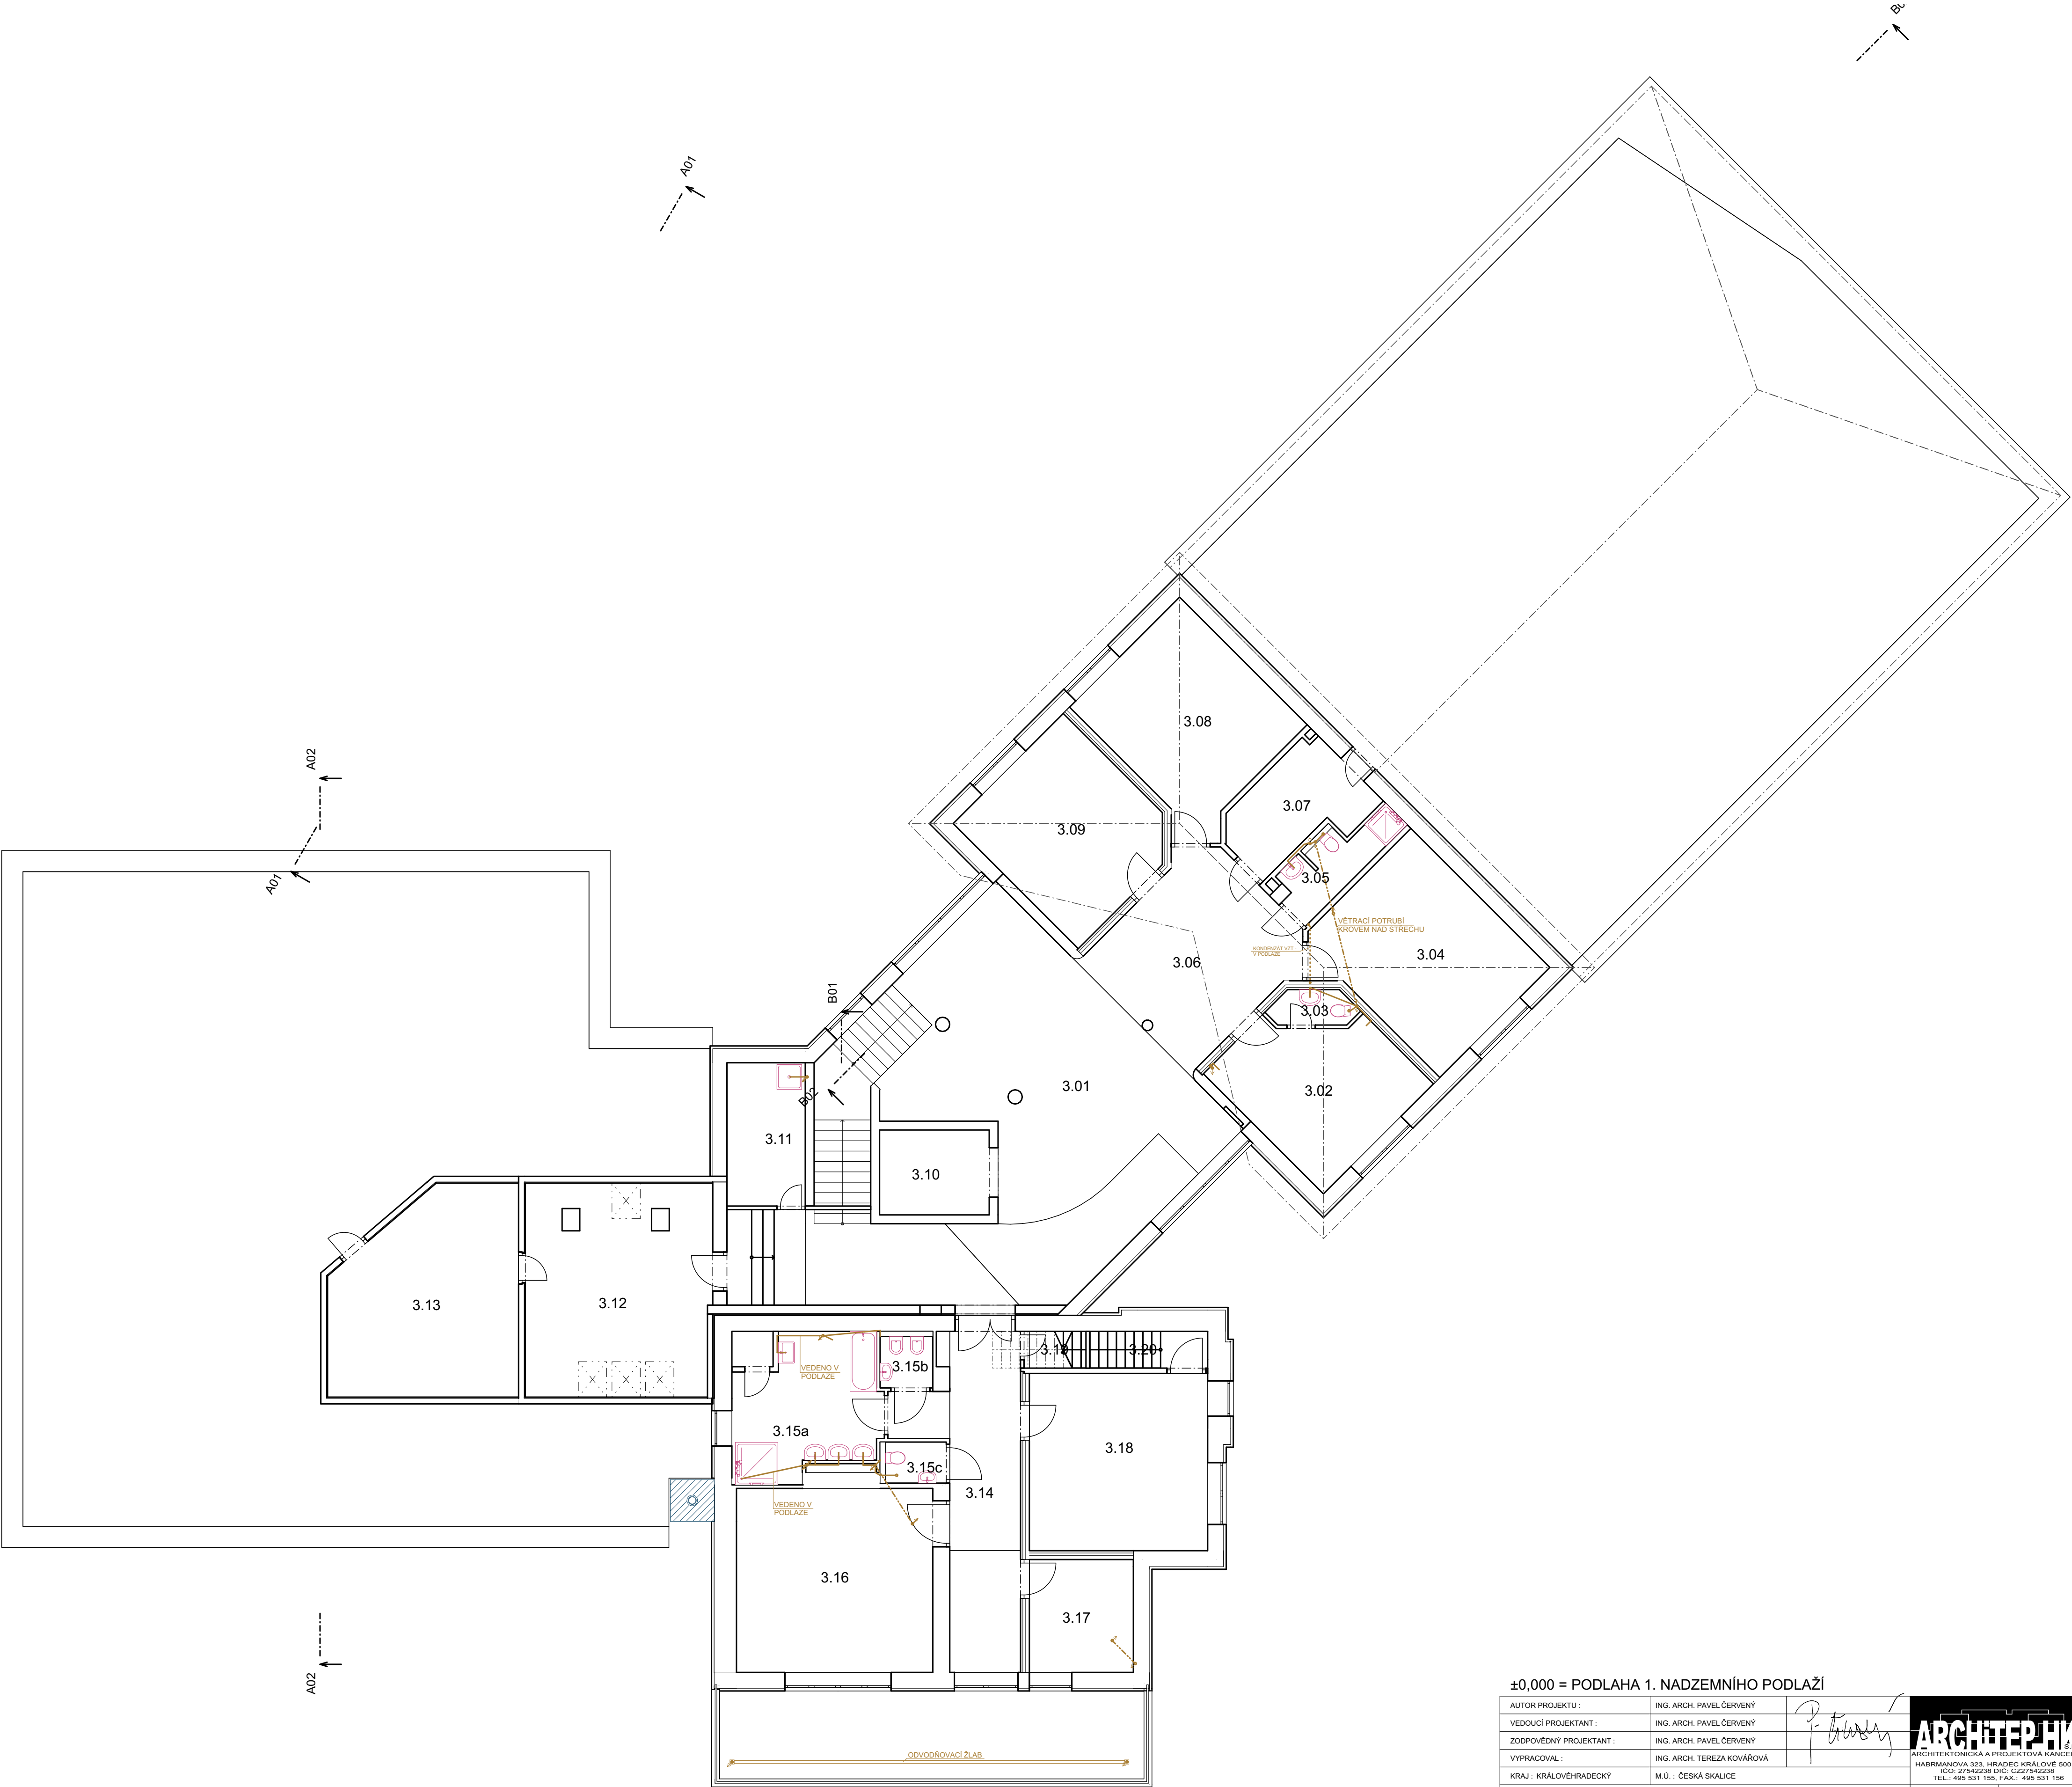 A01
A02
A01
3.08
3.07
3.09
3.05
VĚTRACÍ POTRUBÍ
KROVEM NAD STŘECHU
KONDENZÁT VZT -
V PODLAZE
3.04
3.06
B01
3.03
3.01
3.02
B02
3.11
3.10
3.13
3.12
3.19
3.20
3.15b
VEDENO V
PODLAZE
3.15a
3.18
3.15c
3.14
VEDENO V
PODLAZE
3.16
3.17
A02
ODVODŇOVACÍ ŽLAB
±0,000 = PODLAHA 1. NADZEMNÍHO PODLAŽÍ
AUTOR PROJEKTU : ING. ARCH. PAVEL ČERVENÝ
VEDOUCÍ PROJEKTANT : ING. ARCH. PAVEL ČERVENÝ
ZODPOVĚDNÝ PROJEKTANT : ING. ARCH. PAVEL ČERVENÝ
VYPRACOVAL : ING. ARCH. TEREZA KOVÁŘOVÁ
KRAJ : KRÁLOVÉHRADECKÝ M.Ú. : ČESKÁ SKALICE
ARCHiTEP HK
ARCHITEKTONICKÁ A PROJEKTOVÁ
HABRMANOVA 323, HRADEC KRÁLOVÉ 500
IČO: 27542238 DIČ: CZ27542238
TEL.: 495 531 155, FAX.: 495 531 156